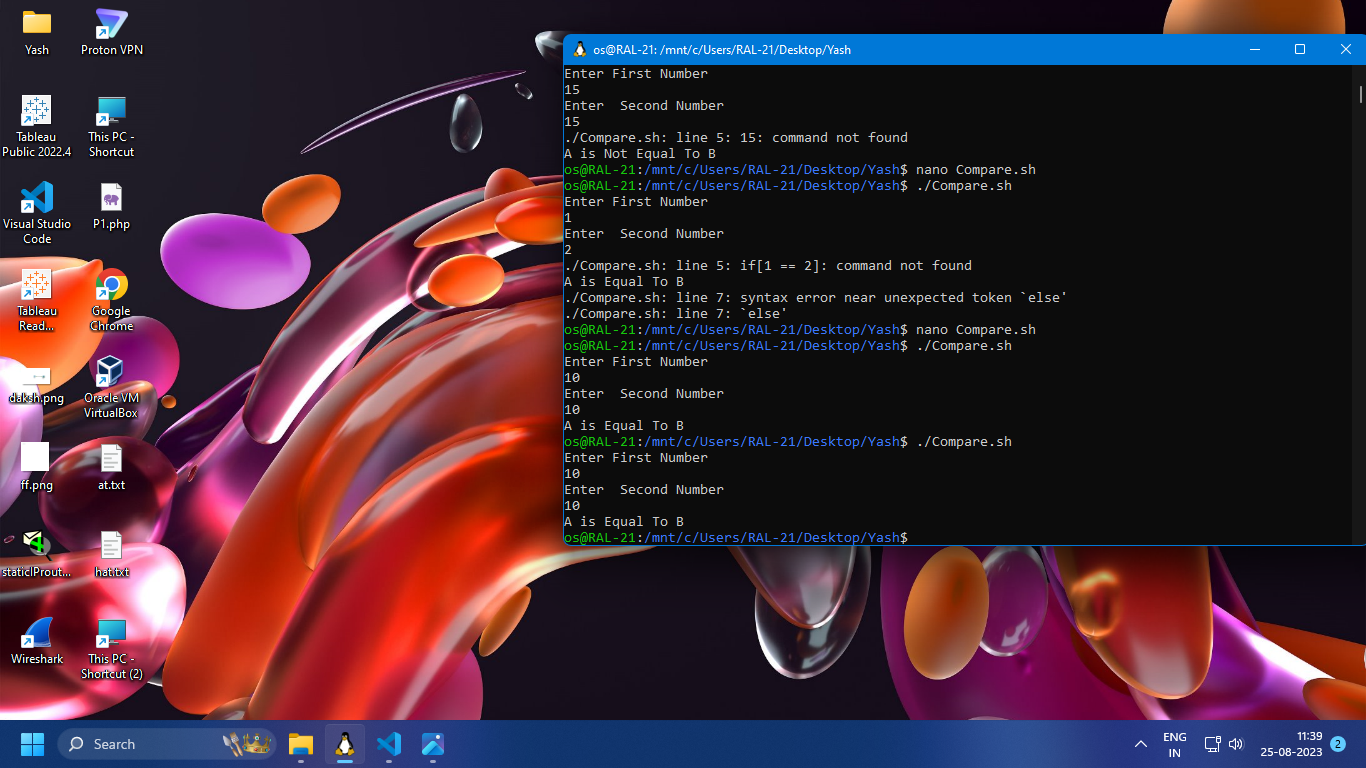 Yash
Proton VPN
Tableau
Public 2022.4
This PC -
Shortcut
Visual Studio
Code
P1.php
Tableau
Read...
Google
Chrome
daksh.png
Oracle VM
VirtualBox
ff.png
at.txt
staticIProut...
hat.txt
Wireshark
This PC -
Shortcut (2)
os@RAL-21: /mnt/c/Users/RAL-21/Desktop/Yash
Enter First Number
15
Enter  Second Number
15
./Compare.sh: line 5: 15: command not found
A is Not Equal To B
os@RAL-21:/mnt/c/Users/RAL-21/Desktop/Yash$ nano Compare.sh
os@RAL-21:/mnt/c/Users/RAL-21/Desktop/Yash$ ./Compare.sh
Enter First Number
1
Enter  Second Number
2
./Compare.sh: line 5: if[1 == 2]: command not found
A is Equal To B
./Compare.sh: line 7: syntax error near unexpected token `else'
./Compare.sh: line 7: `else'
os@RAL-21:/mnt/c/Users/RAL-21/Desktop/Yash$ nano Compare.sh
os@RAL-21:/mnt/c/Users/RAL-21/Desktop/Yash$ ./Compare.sh
Enter First Number
10
Enter  Second Number
10
A is Equal To B
os@RAL-21:/mnt/c/Users/RAL-21/Desktop/Yash$ ./Compare.sh
Enter First Number
10
Enter  Second Number
10
A is Equal To B
os@RAL-21:/mnt/c/Users/RAL-21/Desktop/Yash$
Search
ENG
IN
11:39
25-08-2023
2